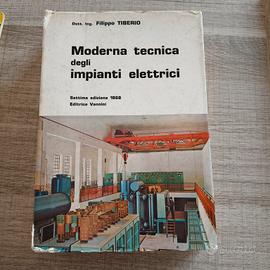 Dott. Ing. Filippo TIBERIO
Moderna tecnica
degli
impianti elettrici
Settima edizione 1968
Editrice Vannini